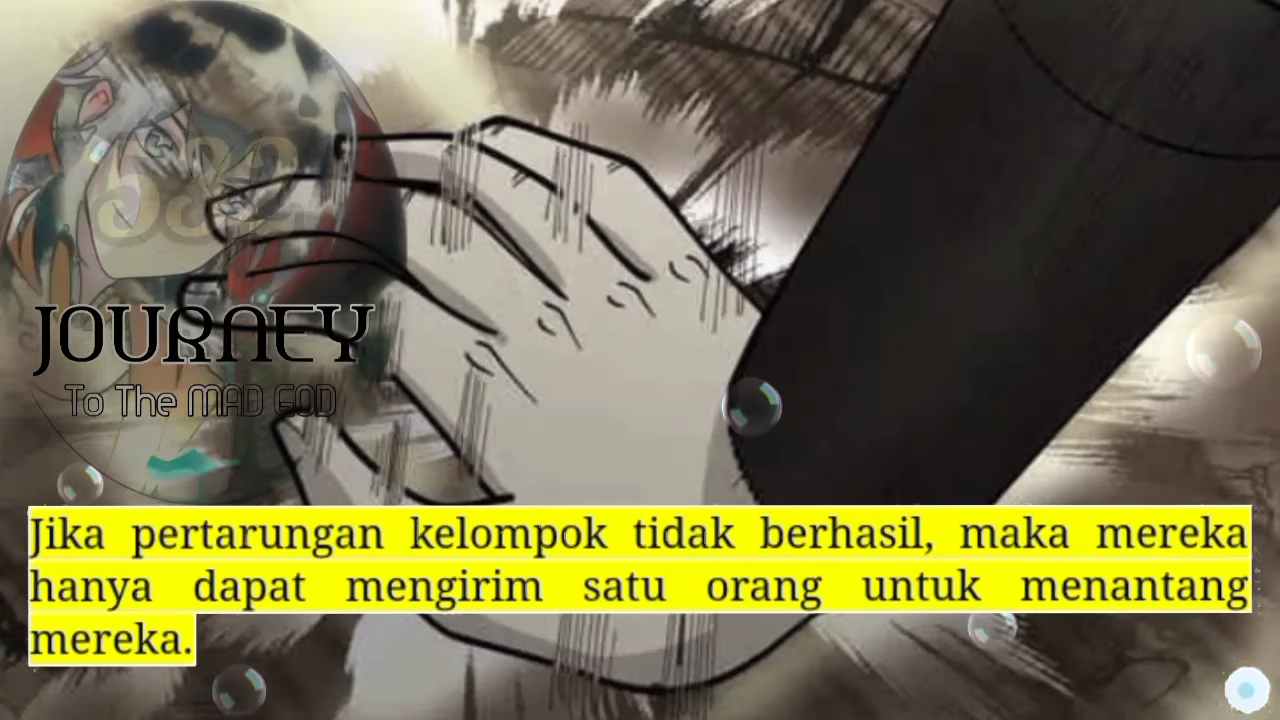 532
JOURNEY
To The MAD GOD
Jika pertarungan kelompok tidak berhasil, maka mereka
hanya dapat mengirim satu orang untuk menantang
mereka.